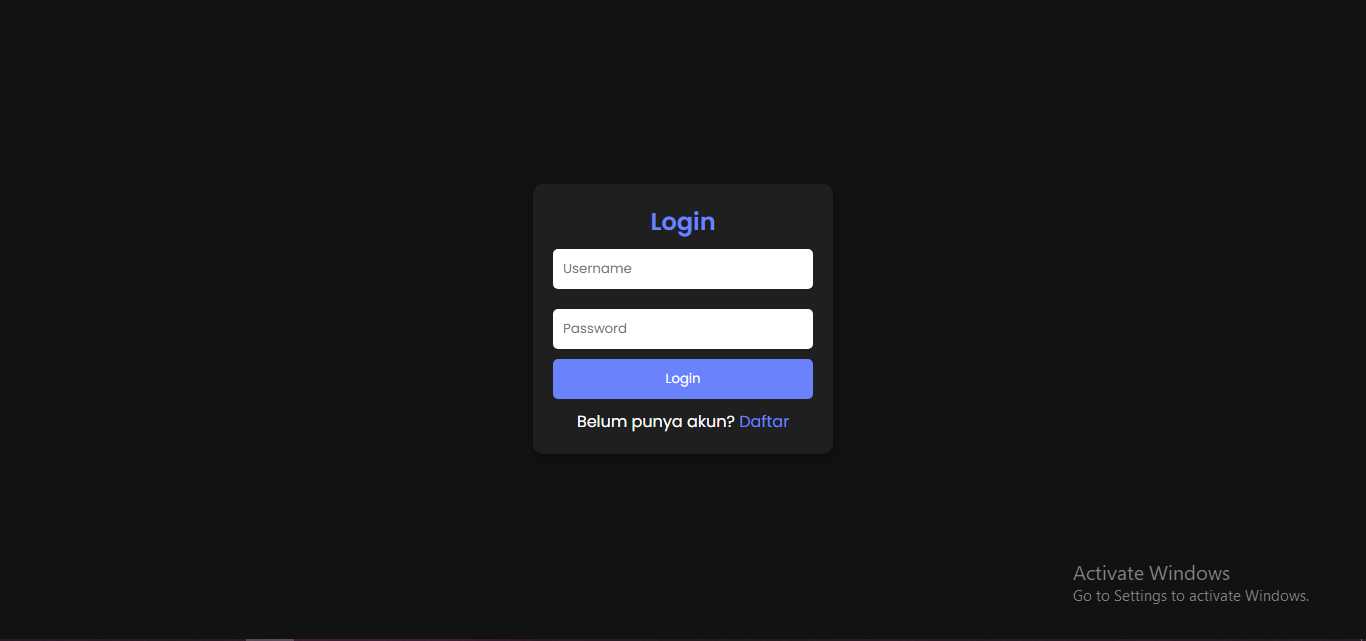 Login
Username
Password
Login
Belum punya akun? Daftar
Activate Windows
Go to Settings to activate Windows.